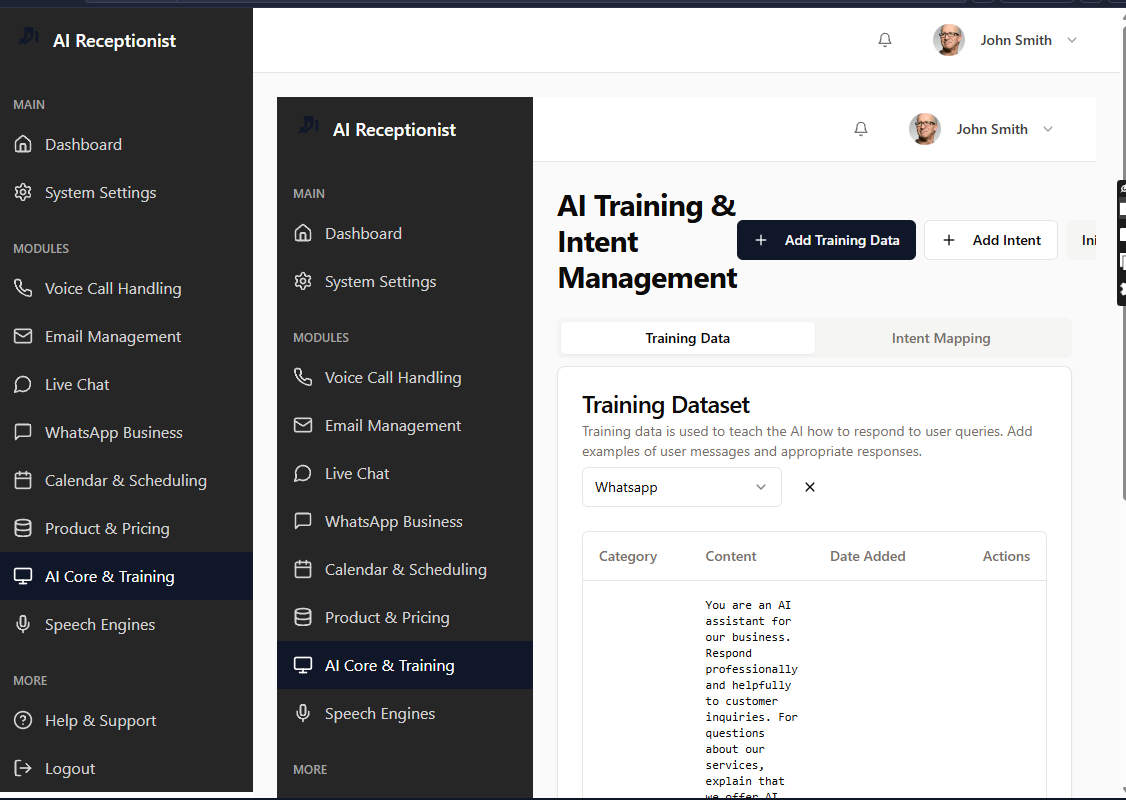 AI Receptionist
John Smith
MAIN
Dashboard
System Settings
MODULES
Voice Call Handling
Email Management
Live Chat
WhatsApp Business
Calendar & Scheduling
Product & Pricing
AI Core & Training
Speech Engines
MORE
Help & Support
Logout
AI Receptionist
John Smith
MAIN
Dashboard
System Settings
MODULES
Voice Call Handling
Email Management
Live Chat
WhatsApp Business
Calendar & Scheduling
Product & Pricing
AI Core & Training
Speech Engines
MORE
AI Training &
Intent
Management
Add Training Data
Add Intent
Ini
Training Data
Intent Mapping
Training Dataset
Training data is used to teach the AI how to respond to user queries. Add
examples of user messages and appropriate responses.
Whatsapp
Category Content Date Added Actions
You are an AI
assistant for
our business.
Respond
professionally
and helpfully
to customer
inquiries. For
questions
about our
services,
explain that
we offer AI